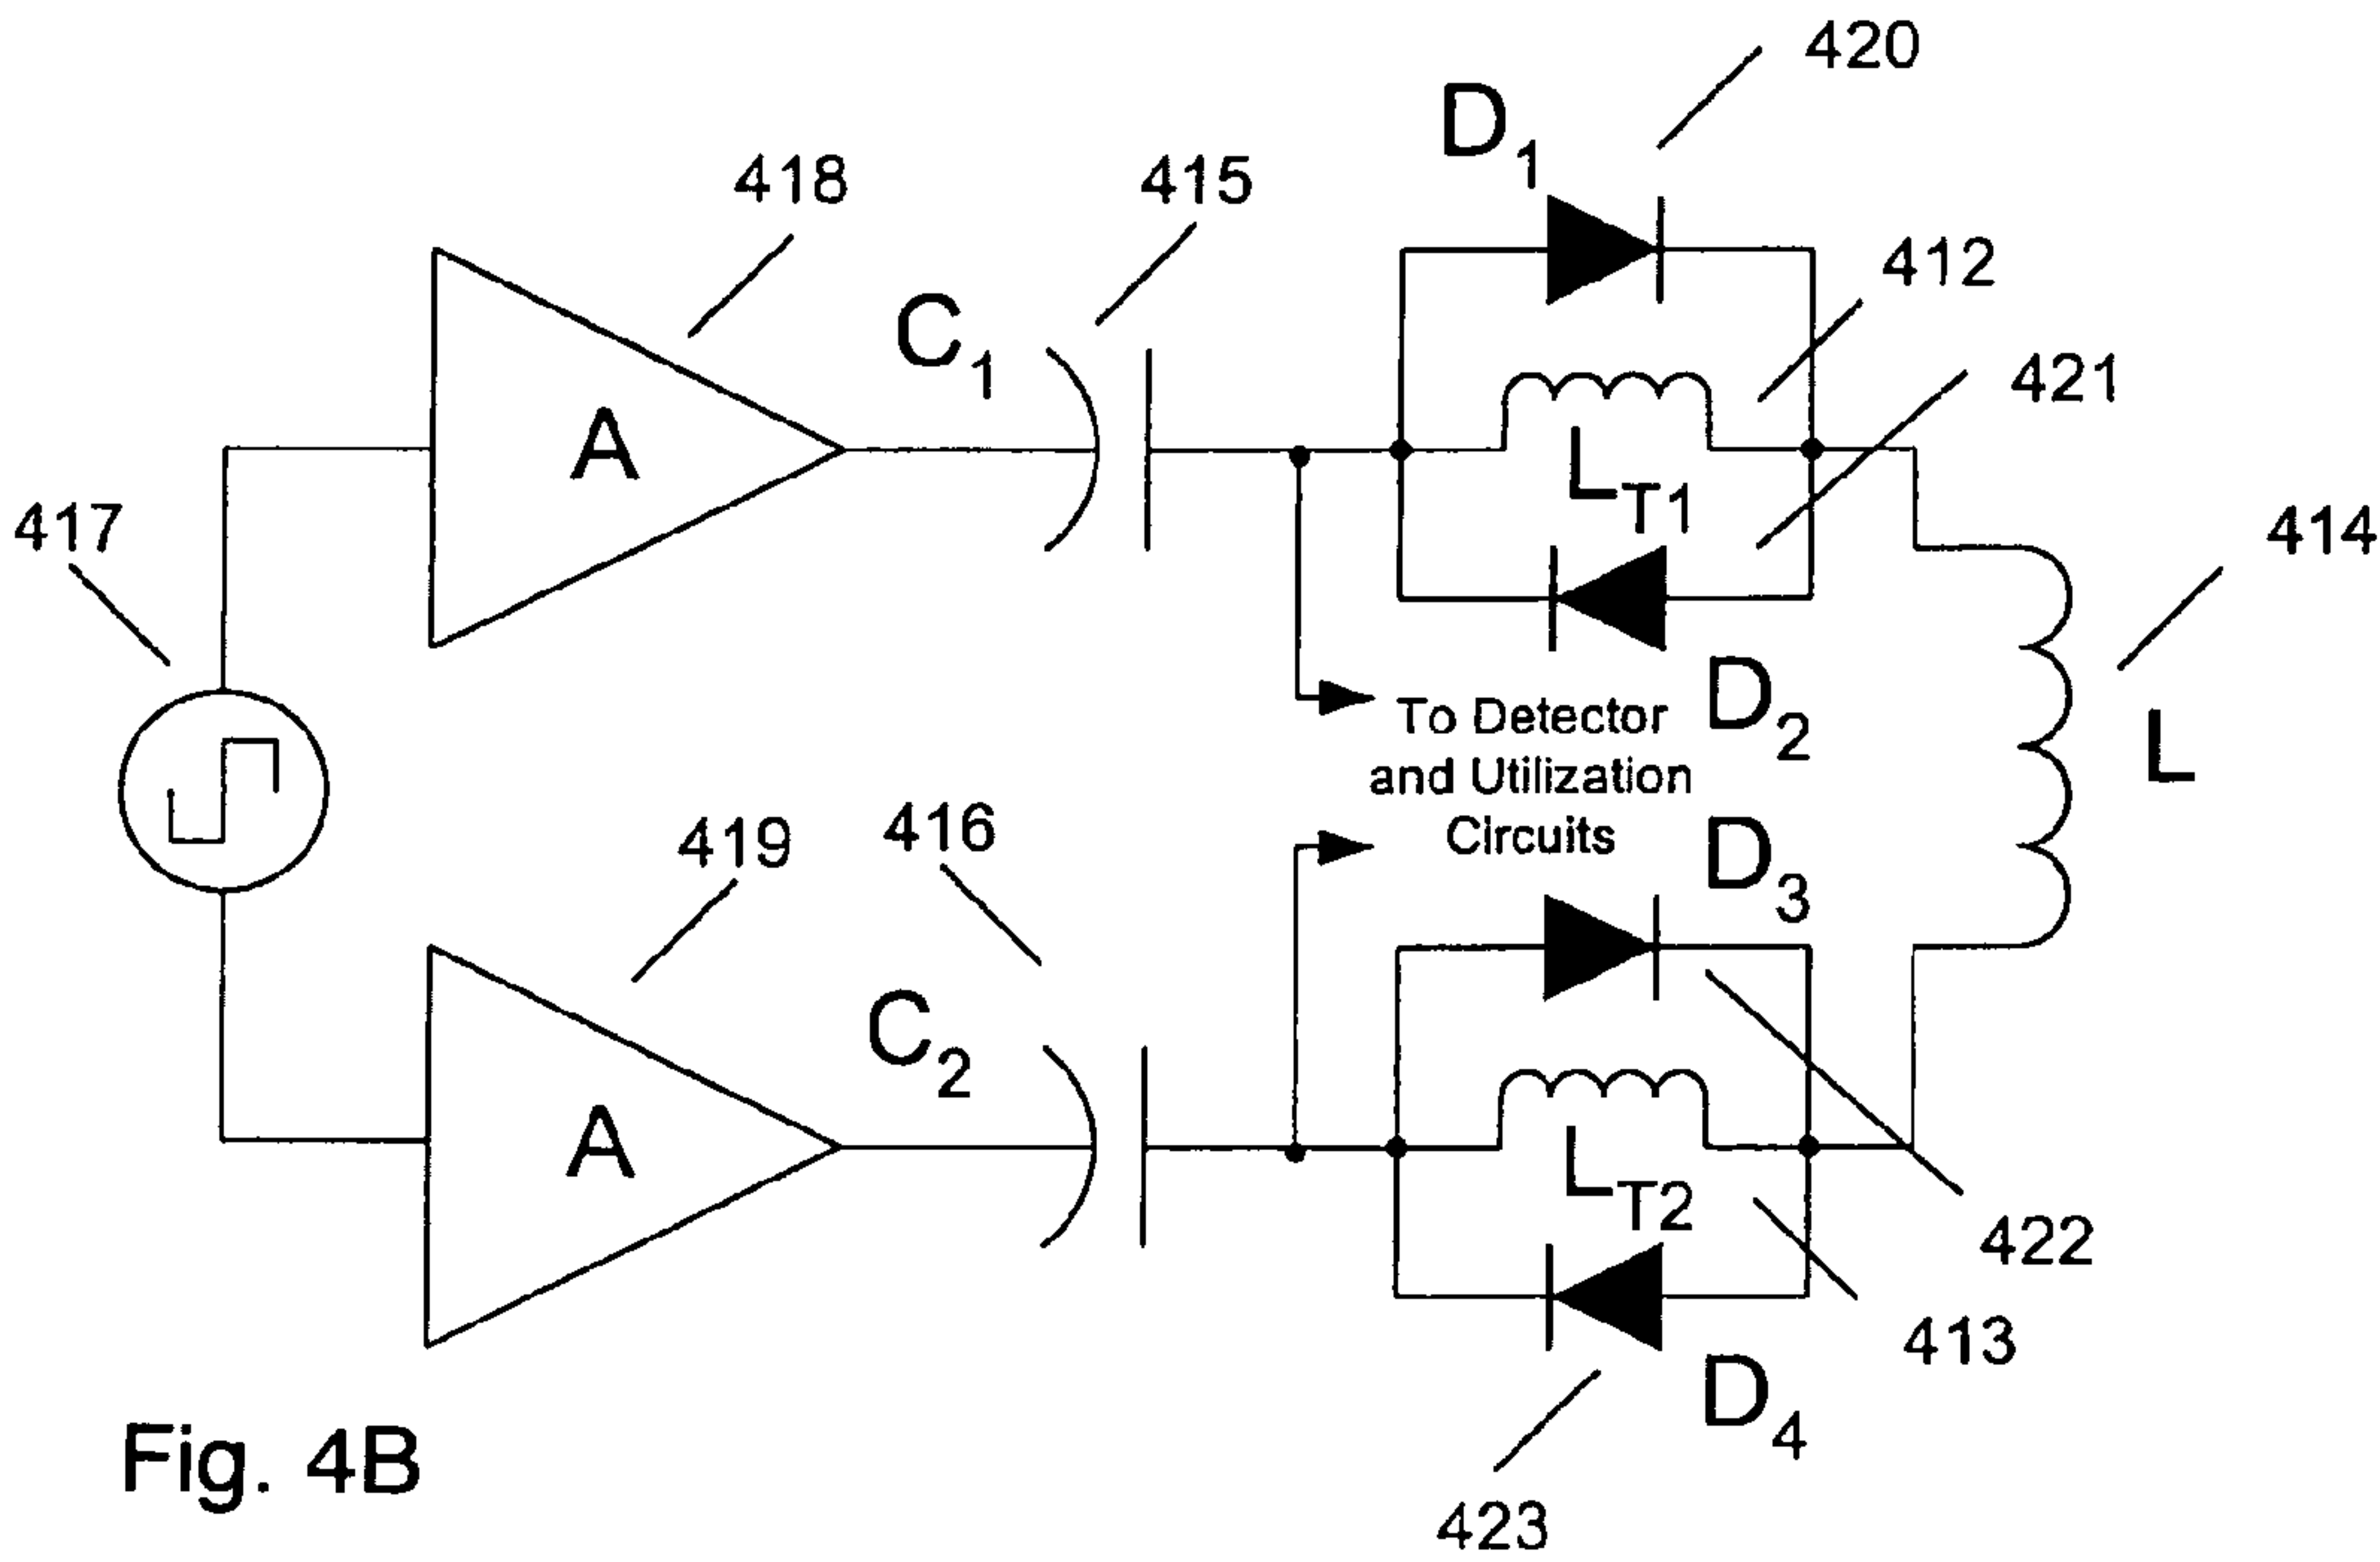 420
D1
418
415
412
C1
421
A
417
LT1
414
D2
To Detector
and Utilization
Circuits
L
D3
419
416
C2
A
LT2
422
413
D4
Fig. 4B
423